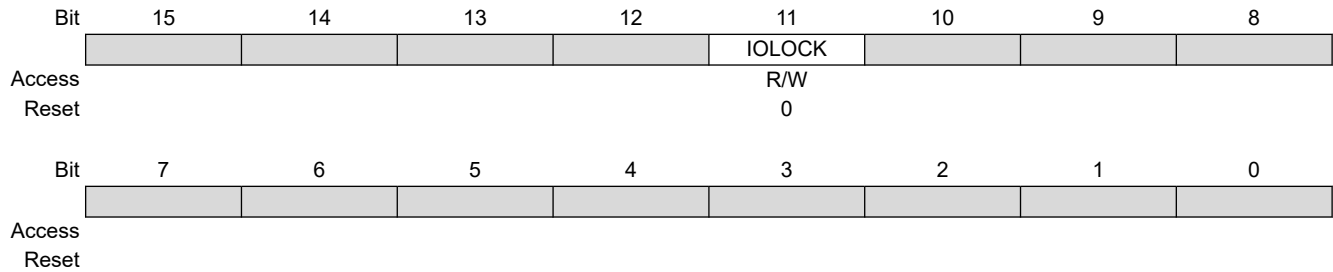 Bit 15 14 13 12 11 10 9 8
IOLOCK
Access R/W
Reset 0
Bit 7 6 5 4 3 2 1 0
Access
Reset